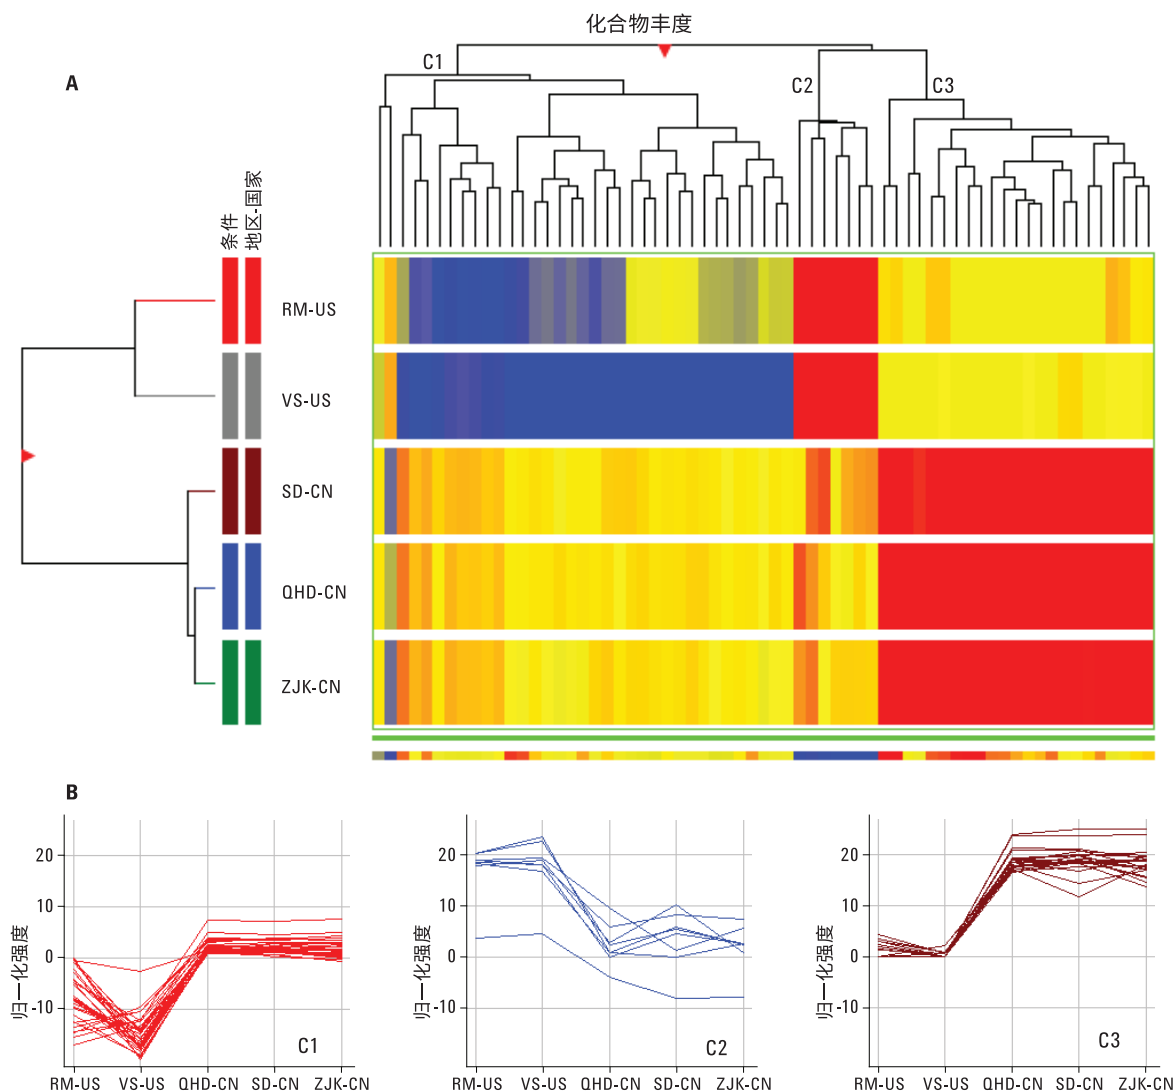 化合物丰度
A
C1
C2
C3
条件
地区-国家
RM-US
VS-US
SD-CN
QHD-CN
ZJK-CN
B
归一化强度
20
10
0
-10
C1
RM-US VS-US QHD-CN SD-CN ZJK-CN
归一化强度
20
10
0
-10
C2
RM-US VS-US QHD-CN SD-CN ZJK-CN
归一化强度
20
10
0
-10
C3
RM-US VS-US QHD-CN SD-CN ZJK-CN